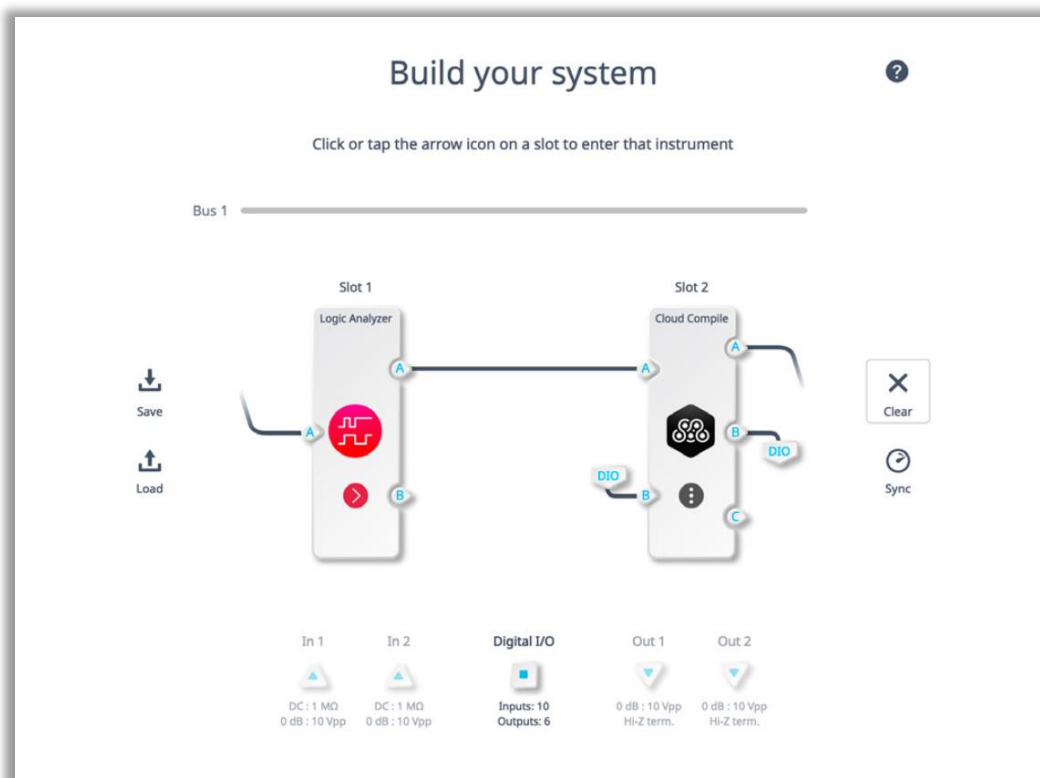 Build your system
?
Click or tap the arrow icon on a slot to enter that instrument
Bus 1
Slot 1
Slot 2
Logic Analyzer
Cloud Compile
A
A
A
A
B
DIO
DIO
B
B
C
Save
Load
Clear
Sync
In 1
In 2
Digital I/O
Out 1
Out 2
DC : 1 MΩ
0 dB : 10 Vpp
DC : 1 MΩ
0 dB : 10 Vpp
Inputs: 10
Outputs: 6
0 dB : 10 Vpp
Hi-Z term.
0 dB : 10 Vpp
Hi-Z term.